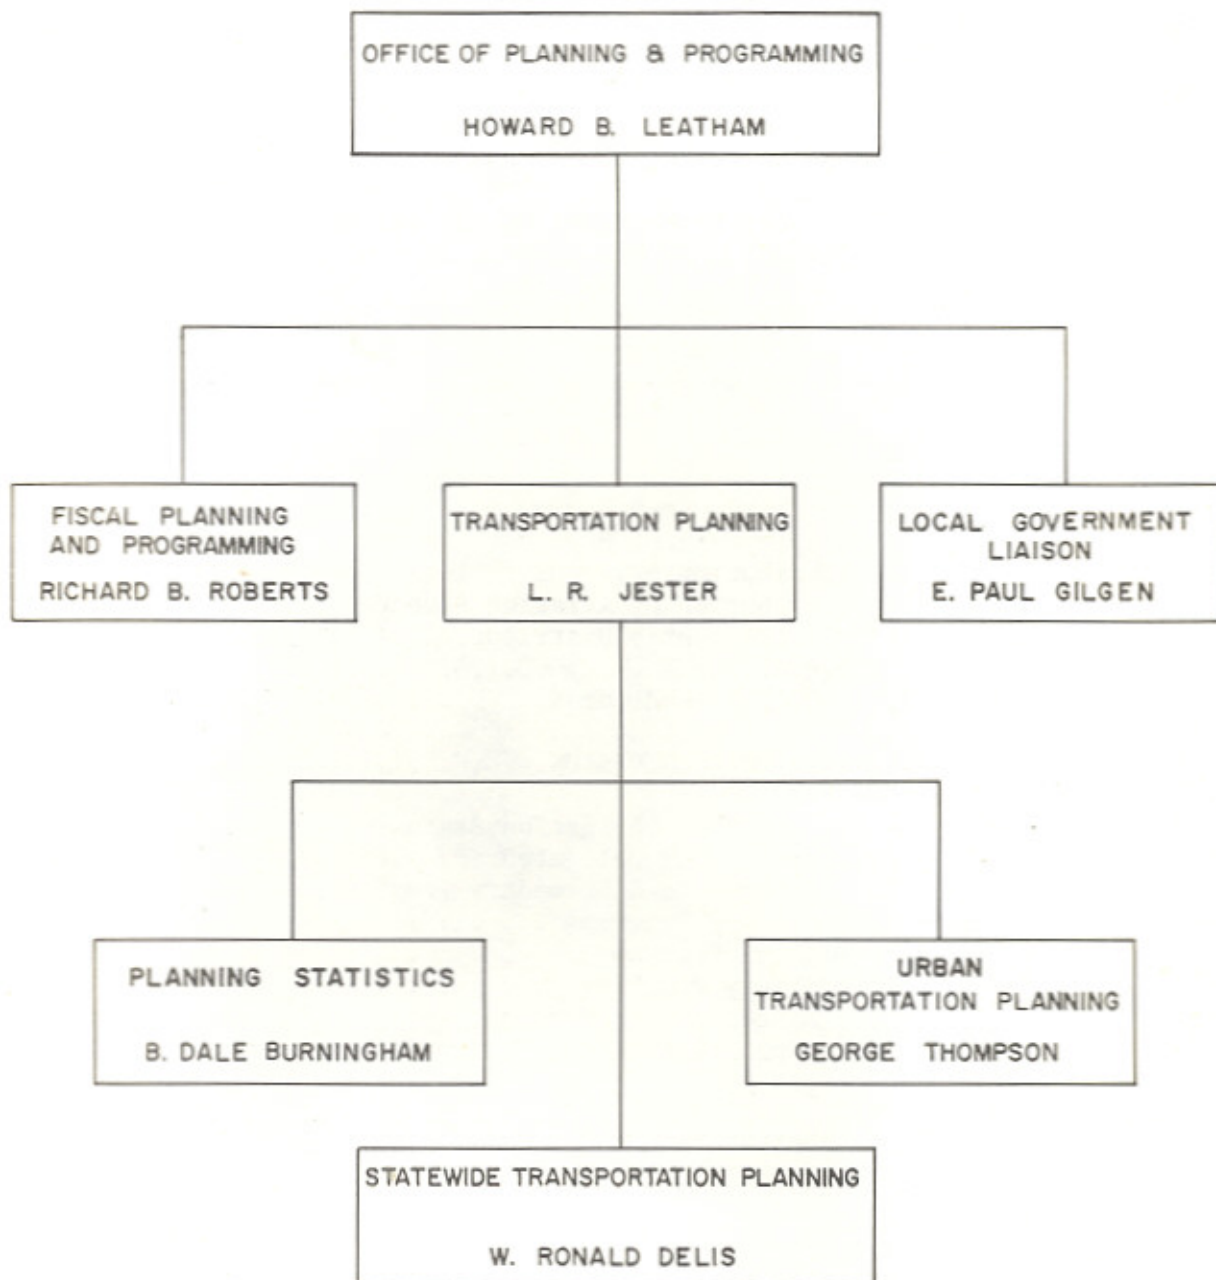 OFFICE OF PLANNING & PROGRAMMING
HOWARD B. LEATHAM
FISCAL PLANNING
AND PROGRAMMING
RICHARD B. ROBERTS
TRANSPORTATION PLANNING
L. R. JESTER
LOCAL GOVERNMENT
LIAISON
E. PAUL GILGEN
PLANNING STATISTICS
B. DALE BURNINGHAM
URBAN
TRANSPORTATION PLANNING
GEORGE THOMPSON
STATEWIDE TRANSPORTATION PLANNING
W. RONALD DELIS